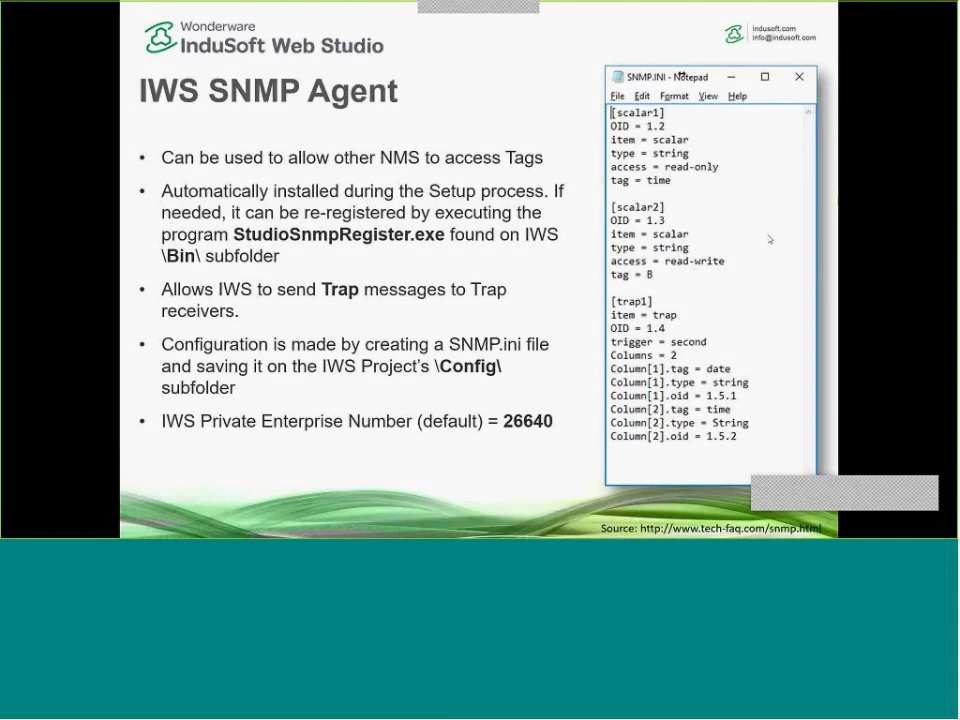 Wonderware
InduSoft Web Studio
indusoft.com
info@indusoft.com
IWS SNMP Agent
• Can be used to allow other NMS to access Tags
• Automatically installed during the Setup process. If
needed, it can be re-registered by executing the
program StudioSnmpRegister.exe found on IWS
\Bin\ subfolder
• Allows IWS to send Trap messages to Trap
receivers.
• Configuration is made by creating a SNMP.ini file
and saving it on the IWS Project's \Config\
subfolder
• IWS Private Enterprise Number (default) = 26640
SNMP.INI - Notepad
File Edit Format View Help
[scalar1]
OID = 1.2
item = scalar
type = string
access = read-only
tag = time
[scalar2]
OID = 1.3
item = scalar
type = string
access = read-write
tag = B
[trap1]
item = trap
OID = 1.4
trigger = second
Columns = 2
Column[1].tag = date
Column[1].type = string
Column[1].oid = 1.5.1
Column[2].tag = time
Column[2].type = String
Column[2].oid = 1.5.2
Source: http://www.tech-faq.com/snmp.html